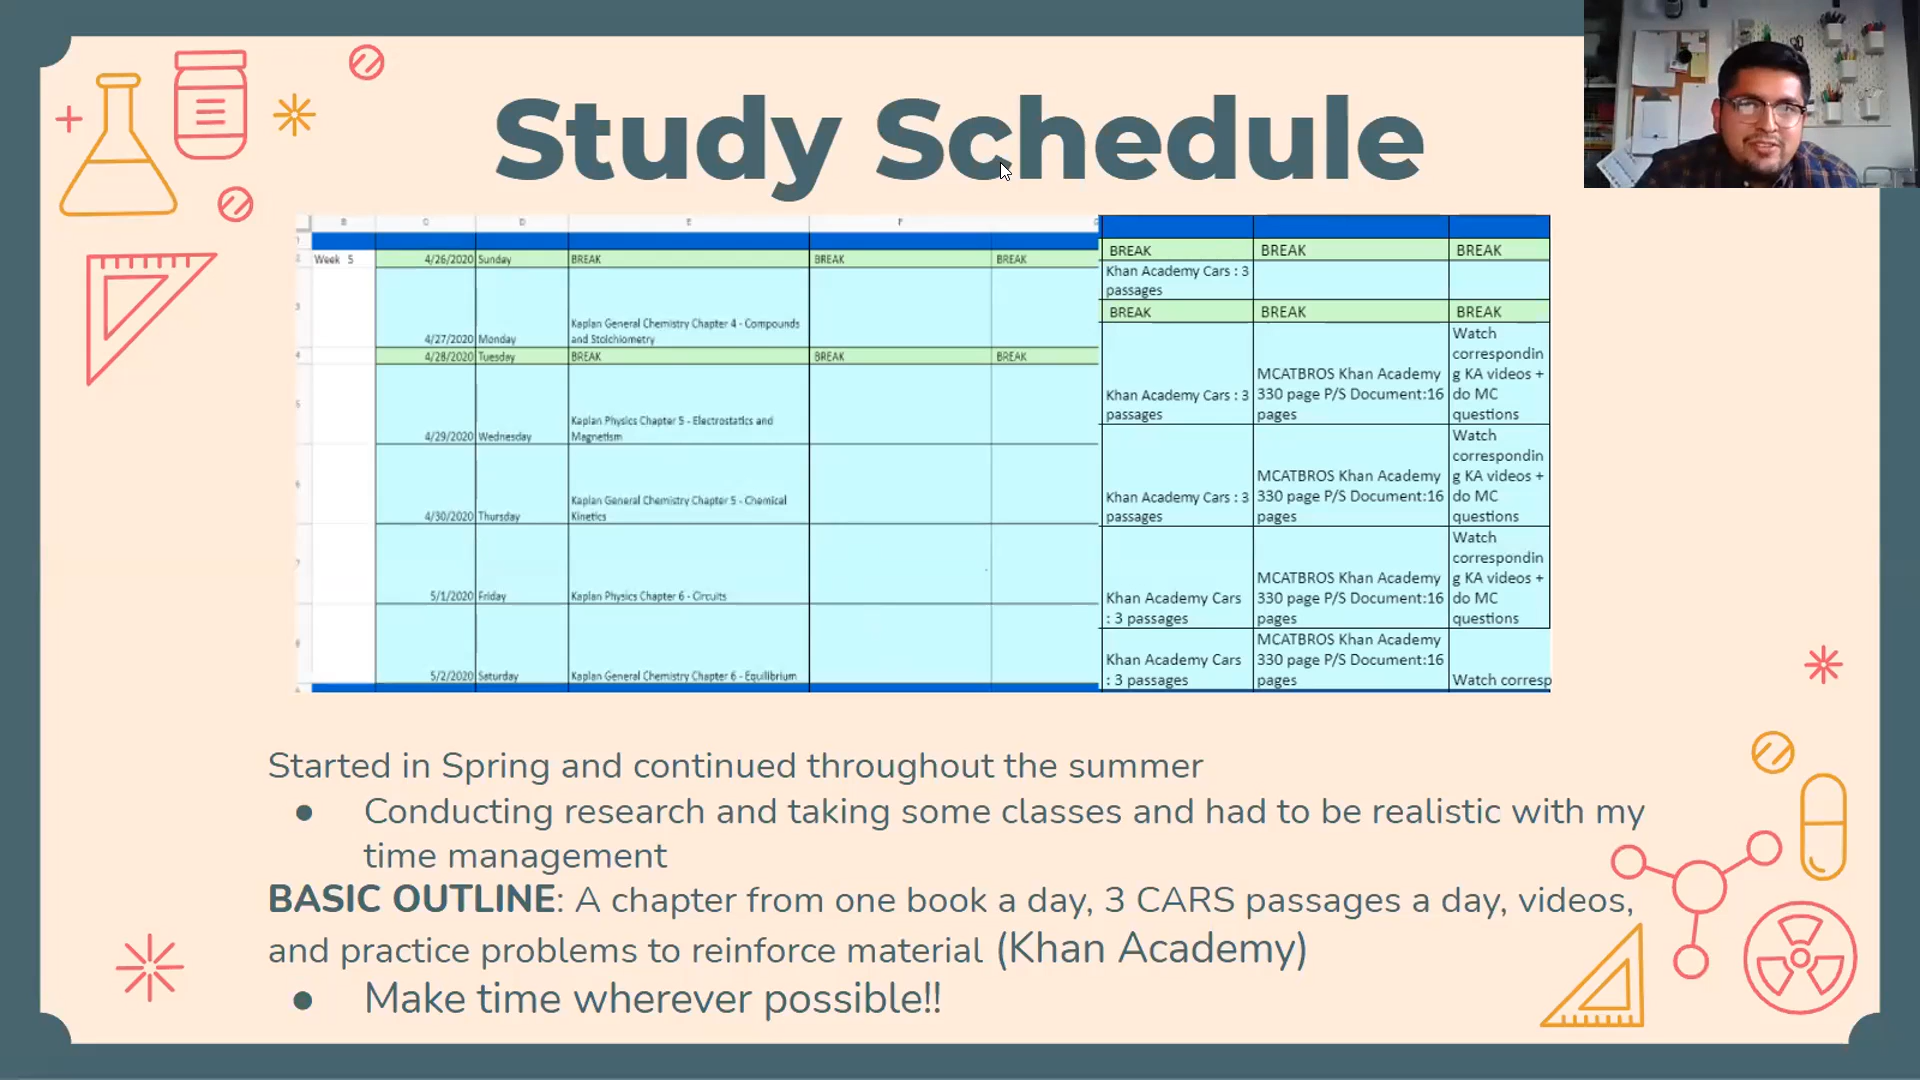 Study Schedule
B C D E F G
1
2 Week 5 4/26/2020 Sunday BREAK BREAK BREAK
3
Kaplan General Chemistry Chapter 4 - Compounds
4/27/2020 Monday and Stoichiometry
4 4/28/2020 Tuesday BREAK BREAK BREAK
5
Kaplan Physics Chapter 5 - Electrostatics and
4/29/2020 Wednesday Magnetism
6
Kaplan General Chemistry Chapter 5 - Chemical
4/30/2020 Thursday Kinetics
7
5/1/2020 Friday Kaplan Physics Chapter 6 - Circuits
8
5/2/2020 Saturday Kaplan General Chemistry Chapter 6 - Equilibrium
BREAK BREAK BREAK
Khan Academy Cars : 3
passages
BREAK BREAK BREAK
Watch
correspondin
MCATBROS Khan Academy g KA videos +
Khan Academy Cars : 3 330 page P/S Document:16 do MC
passages pages questions
Watch
correspondin
MCATBROS Khan Academy g KA videos +
Khan Academy Cars : 3 330 page P/S Document:16 do MC
passages pages questions
Watch
correspondin
MCATBROS Khan Academy g KA videos +
Khan Academy Cars 330 page P/S Document:16 do MC
: 3 passages pages questions
MCATBROS Khan Academy
Khan Academy Cars 330 page P/S Document:16
: 3 passages pages Watch corresp
Started in Spring and continued throughout the summer
● Conducting research and taking some classes and had to be realistic with my
time management
BASIC OUTLINE: A chapter from one book a day, 3 CARS passages a day, videos,
and practice problems to reinforce material (Khan Academy)
● Make time wherever possible!!